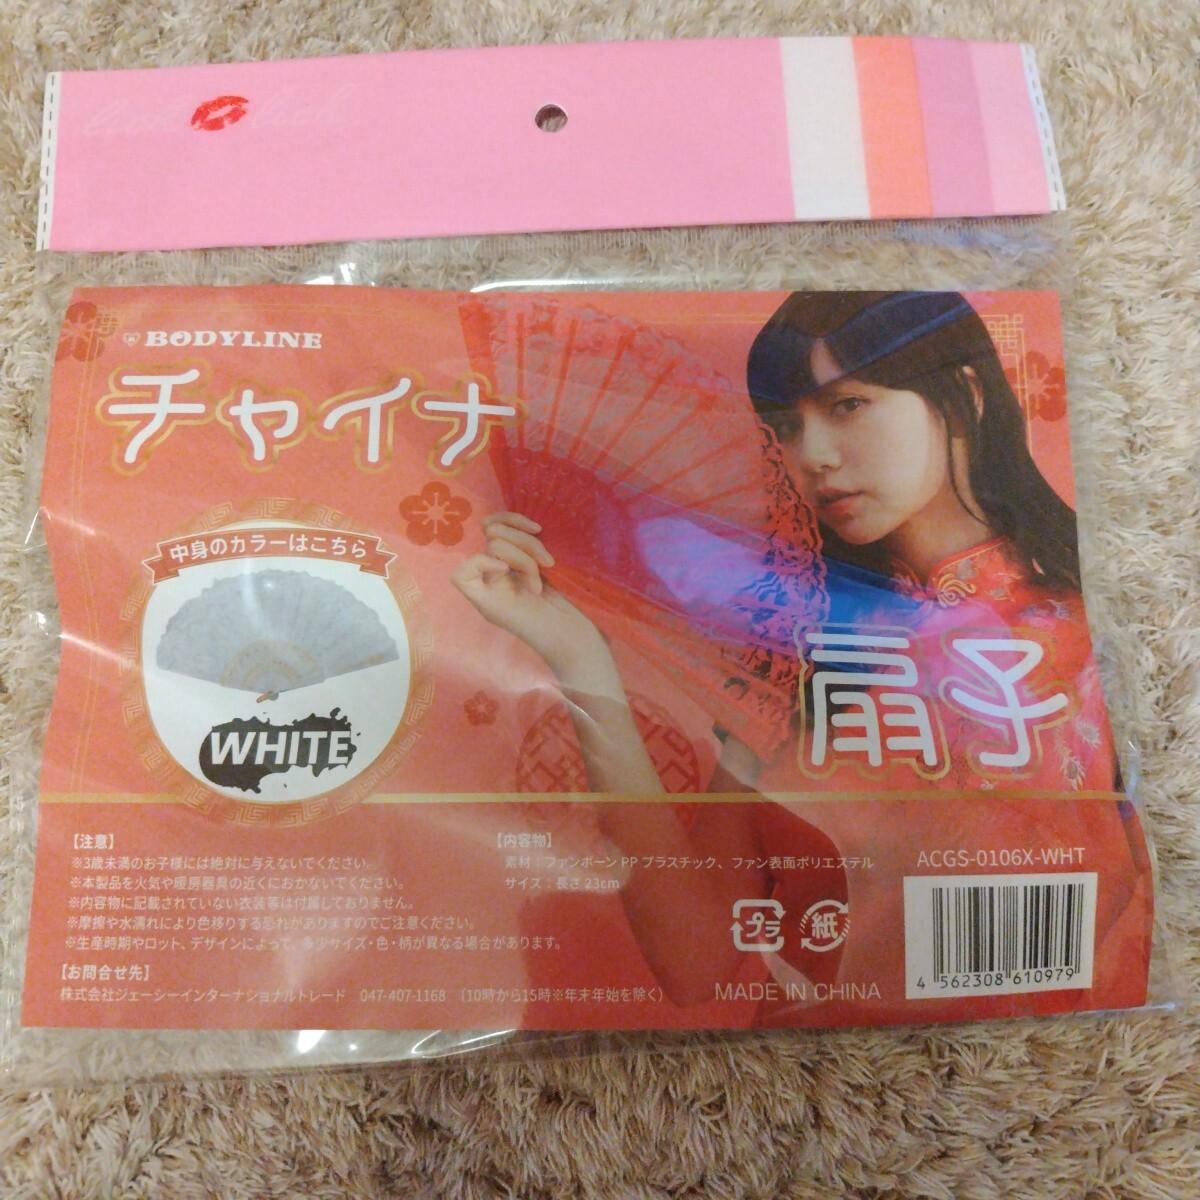 BODYLINE
チャイナ
中身のカラーはこちら
WHITE
扇子
【注意】
※3歳未満のお子様には絶対に与えないでください。
※本製品を火気や暖房器具の近くにおかないでください。
※内容物に記載されていない衣装等は付属しておりません。
※摩擦や水濡れにより色移りする恐れがありますのでご注意ください。
※生産時期やロット、デザインによって、多少サイズ・色・柄が異なる場合があります。
【お問合せ先】
株式会社ジェーシーインターナショナルトレード 047-407-1168 （10時から15時※年末年始を除く）
【内容物】
素材：ファンボーン PP プラスチック、ファン表面ポリエステル
サイズ：長さ 23cm
プラ
紙
MADE IN CHINA
ACGS-0106X-WHT
4 562308 610979